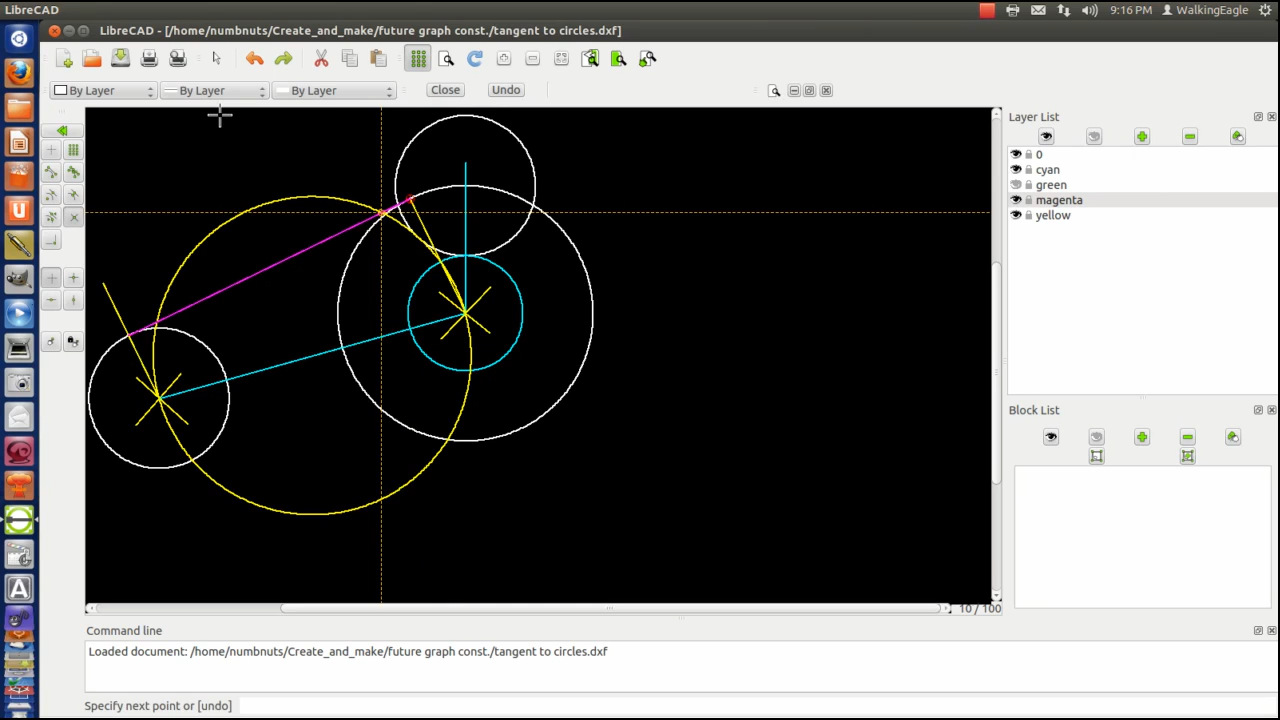 LibreCAD
9:16 PM
WalkingEagle
LibreCAD - [/home/numbnuts/Create_and_make/future graph const./tangent to circles.dxf]
By Layer
By Layer
By Layer
Close
Undo
Layer List
0
cyan
green
magenta
yellow
Block List
10 / 100
Command line
Loaded document: /home/numbnuts/Create_and_make/future graph const./tangent to circles.dxf
Specify next point or [undo]